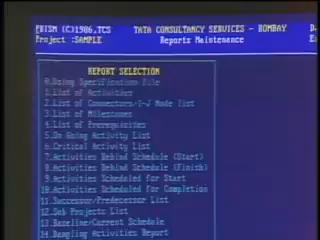 PRISM (C)1986,TCS TATA CONSULTANCY SERVICES - BOMBAY D
Project :SAMPLE Reports Maintenance E
REPORT SELECTION
0.Using Specification File
1.List of Activities
2.List of Connectors/I-J Node list
3.List of Milestones
4.List of Prerequisites
5.On Going Activity List
6.Critical Activity List
7.Activities Behind Schedule (Start)
8.Activities Behind Schedule (Finish)
9.Activities Scheduled for Start
10.Activities Scheduled for Completion
11.Successor/Predecessor List
12.Sub Projects List
13.Baseline/Current Schedule
14.Dangling Activities Report